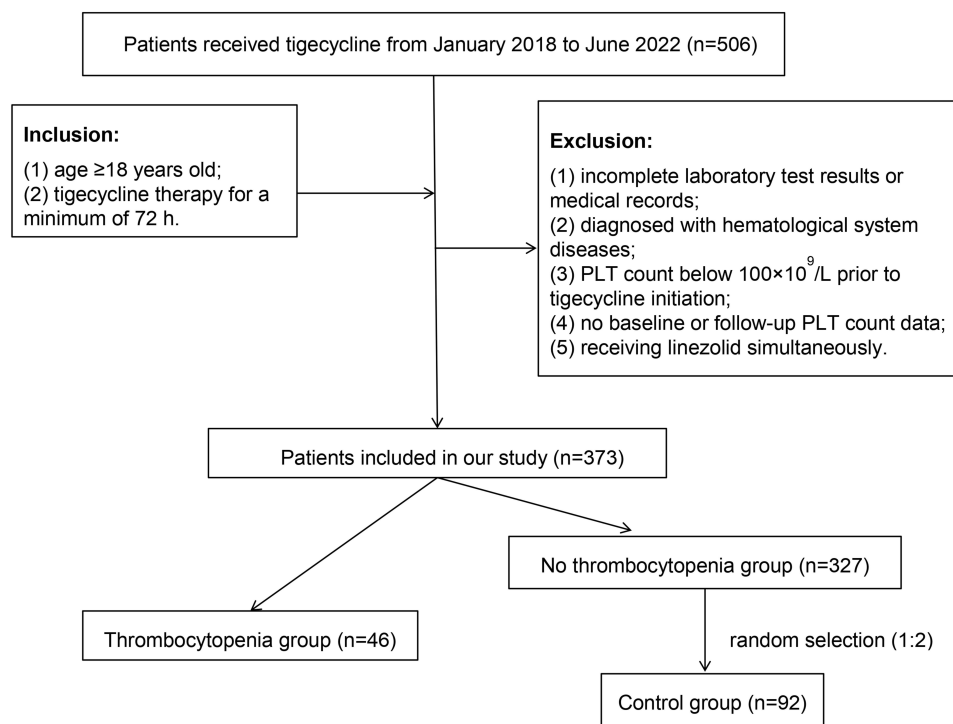 Patients received tigecycline from January 2018 to June 2022 (n=506)
Inclusion:
(1) age ≥18 years old;
(2) tigecycline therapy for a
minimum of 72 h.
Exclusion:
(1) incomplete laboratory test results or
medical records;
(2) diagnosed with hematological system
diseases;
(3) PLT count below 100×10⁹/L prior to
tigecycline initiation;
(4) no baseline or follow-up PLT count data;
(5) receiving linezolid simultaneously.
Patients included in our study (n=373)
No thrombocytopenia group (n=327)
Thrombocytopenia group (n=46)
random selection (1:2)
Control group (n=92)